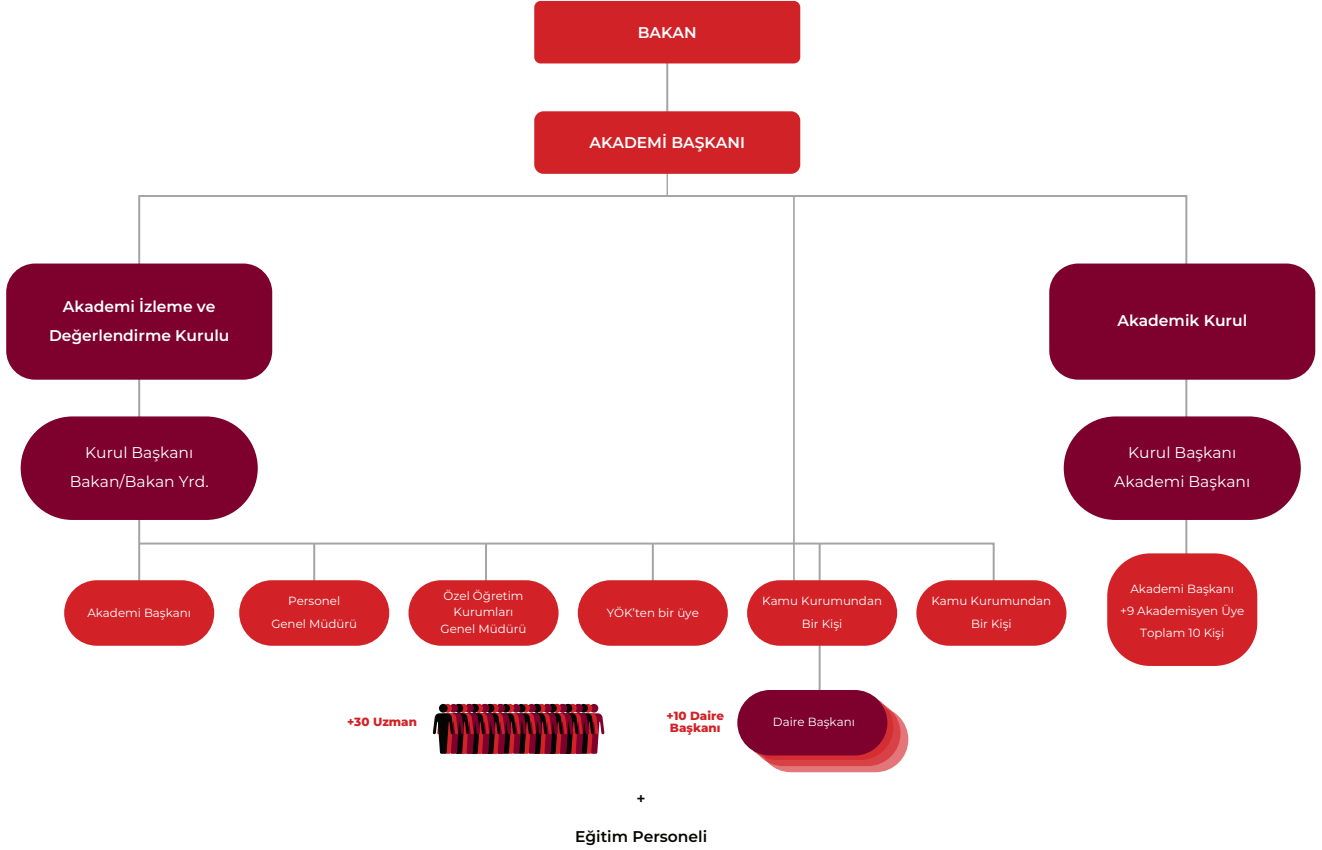 BAKAN
AKADEMİ BAŞKANI
Akademi İzleme ve
Değerlendirme Kurulu
Akademik Kurul
Kurul Başkanı
Bakan/Bakan Yrd.
Kurul Başkanı
Akademi Başkanı
Akademi Başkanı
Personel
Genel Müdürü
Özel Öğretim
Kurumları
Genel Müdürü
YÖK'ten bir üye
Kamu Kurumundan
Bir Kişi
Kamu Kurumundan
Bir Kişi
Akademi Başkanı
+9 Akademisyen Üye
Toplam 10 Kişi
+30 Uzman
+10 Daire
Başkanı
Daire Başkanı
+
Eğitim Personeli